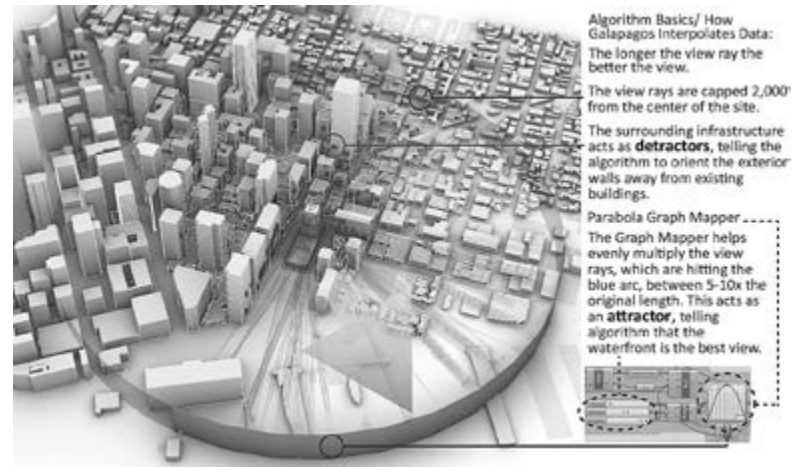 Algorithm Basics/ How
Galapagos Interpolates Data:
The longer the view ray the
better the view.
The view rays are capped 2,000'
from the center of the site.
The surrounding infrastructure
acts as detractors, telling the
algorithm to orient the exterior
walls away from existing
buildings.
Parabola Graph Mapper
The Graph Mapper helps
evenly multiply the view
rays, which are hitting the
blue arc, between 5-10x the
original length. This acts as
an attractor, telling
algorithm that the
waterfront is the best view.